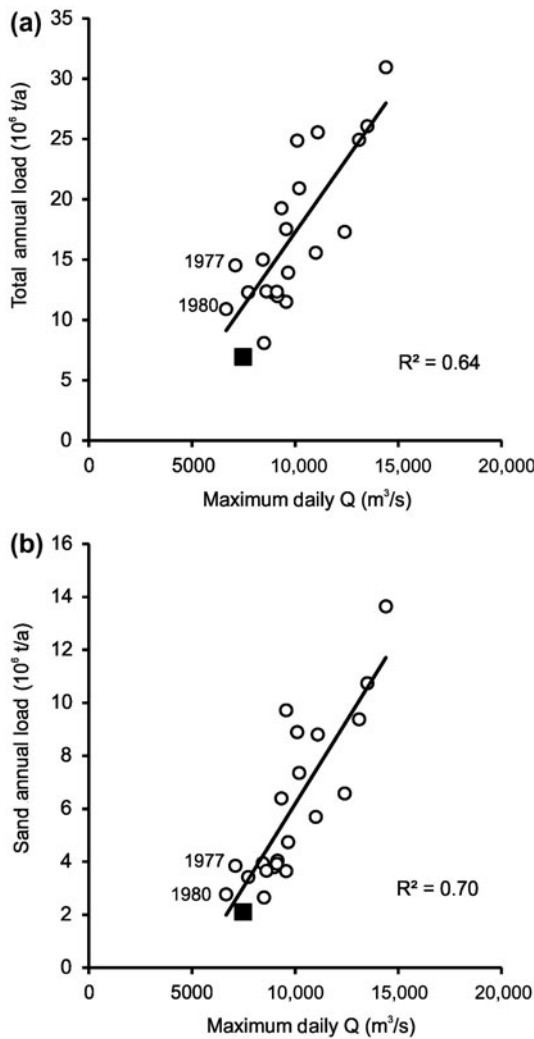 (a)
35
30
25
20
15
10
5
0
Total annual load (10⁶ t/a)
1977
1980
R² = 0.64
0 5000 10,000 15,000 20,000
Maximum daily Q (m³/s)
(b)
16
14
12
10
8
6
4
2
0
Sand annual load (10⁶ t/a)
1977
1980
R² = 0.70
0 5000 10,000 15,000 20,000
Maximum daily Q (m³/s)